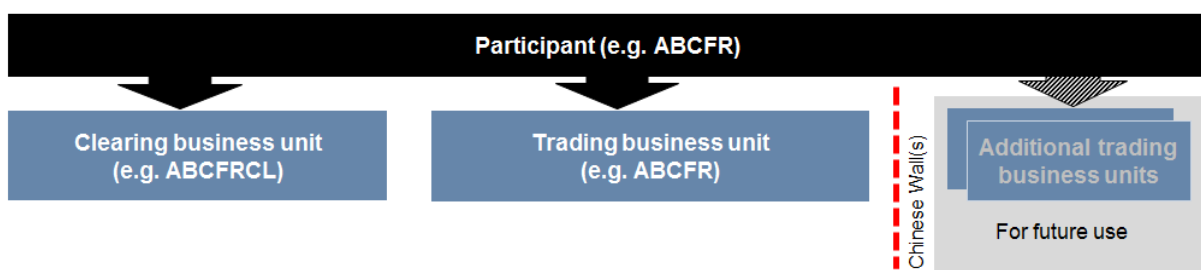 Participant (e.g. ABCFR)
Clearing business unit
(e.g. ABCFRCL)
Trading business unit
(e.g. ABCFR)
Chinese Wall(s)
Additional trading
business units
For future use